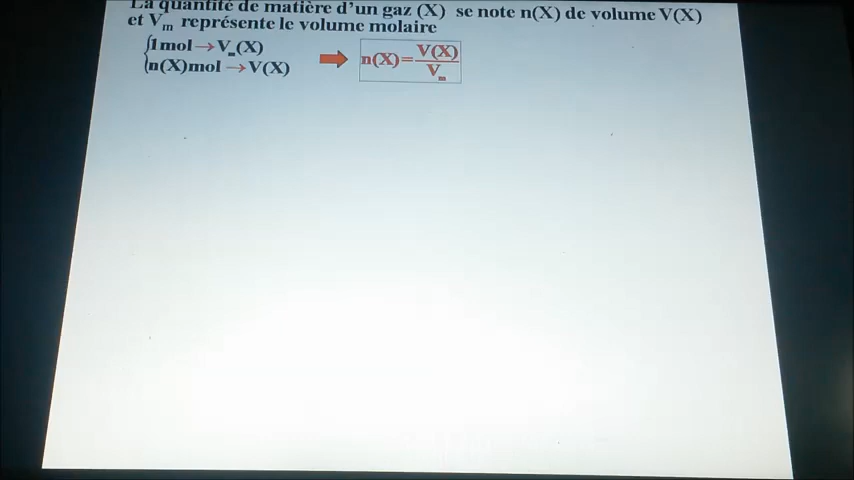 La quantité de matière d'un gaz (X) se note n(X) de volume V(X)
et Vm représente le volume molaire
{1mol → Vm(X)
{n(X)mol → V(X)
n(X)=V(X)/Vm